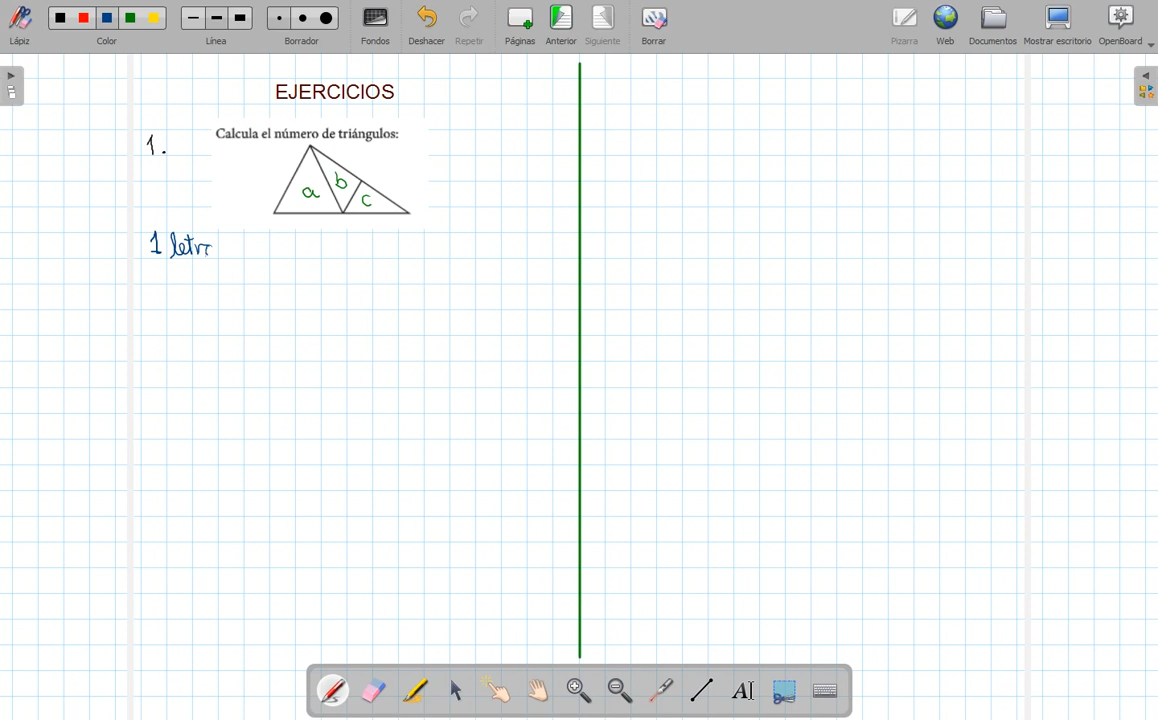 Lápiz
Color
Línea
Borrador
Fondos
Deshacer
Repetir
Páginas
Anterior
Siguiente
Borrar
Pizarra
Web
Documentos
Mostrar escritorio
OpenBoard
EJERCICIOS
1.
Calcula el número de triángulos:
a
b
c
1 letr